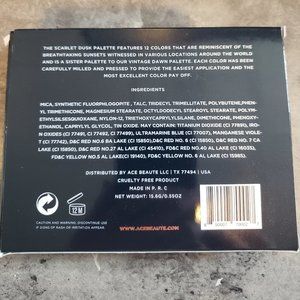 THE SCARLET DUSK PALETTE FEATURES 12 COLORS THAT ARE REMINISCENT OF THE
BREATHTAKING SUNSETS WITNESSED IN VARIOUS LOCATIONS AROUND THE WORLD
AND IS A SISTER PALETTE TO OUR VINTAGE DAWN PALETTE. EACH COLOR HAS BEEN
CAREFULLY MILLED AND PRESSED TO PROVIDE THE EASIEST APPLICATION AND THE
MOST EXCELLENT COLOR PAY OFF.
INGREDIENTS
MICA, SYNTHETIC FLUORPHLOGOPITE , TALC, TRIDECYL TRIMELLITATE, POLYBUTENE, PHEN
YL TRIMETHICONE, MAGNESIUM STEARATE, OCTYLDODECYL STEAROYL STEARATE, POLYM
ETHYLSILSESQUIOXANE, NYLON-12, TRIETHOXYCAPRYLYLSILANE, DIMETHICONE, PHENOXY
ETHANOL, CAPRYLYL GLYCOL, TIN OXIDE. MAY CONTAIN: TITANIUM DIOXIDE (CI 77891), IR
ON OXIDES (CI 77491, CI 77492, CI 77499), ULTRAMARINE BLUE (CI 77007), MANGANESE VIOLE-
T (CI 77742), D&C RED NO.6 BA LAKE (CI 15850), D&C RED NO. 6 (CI 15850), D&C RED NO. 7 CA
LAKE (CI 15850), D&C RED NO.27 AL LAKE (CI 45410), FD&C RED NO.40 AL LAKE (CI 16035),
FD&C YELLOW NO.5 AL LAKE(CI 19140), FD&C YELLOW NO. 6 AL LAKE (CI 15985).
DISTRIBUTED BY ACE BEAUTE LLC | TX 77494 | USA
CRUELTY FREE PRODUCT
MADE IN P. R. C
NET WEIGHT: 15.6G/0.55OZ
12M
CAUTION AND WARNING: DISCONTINUE USE
IF SIGNS OF RASH OR IRRITATION APPEAR.
WWW.ACEBEAUTE.COM